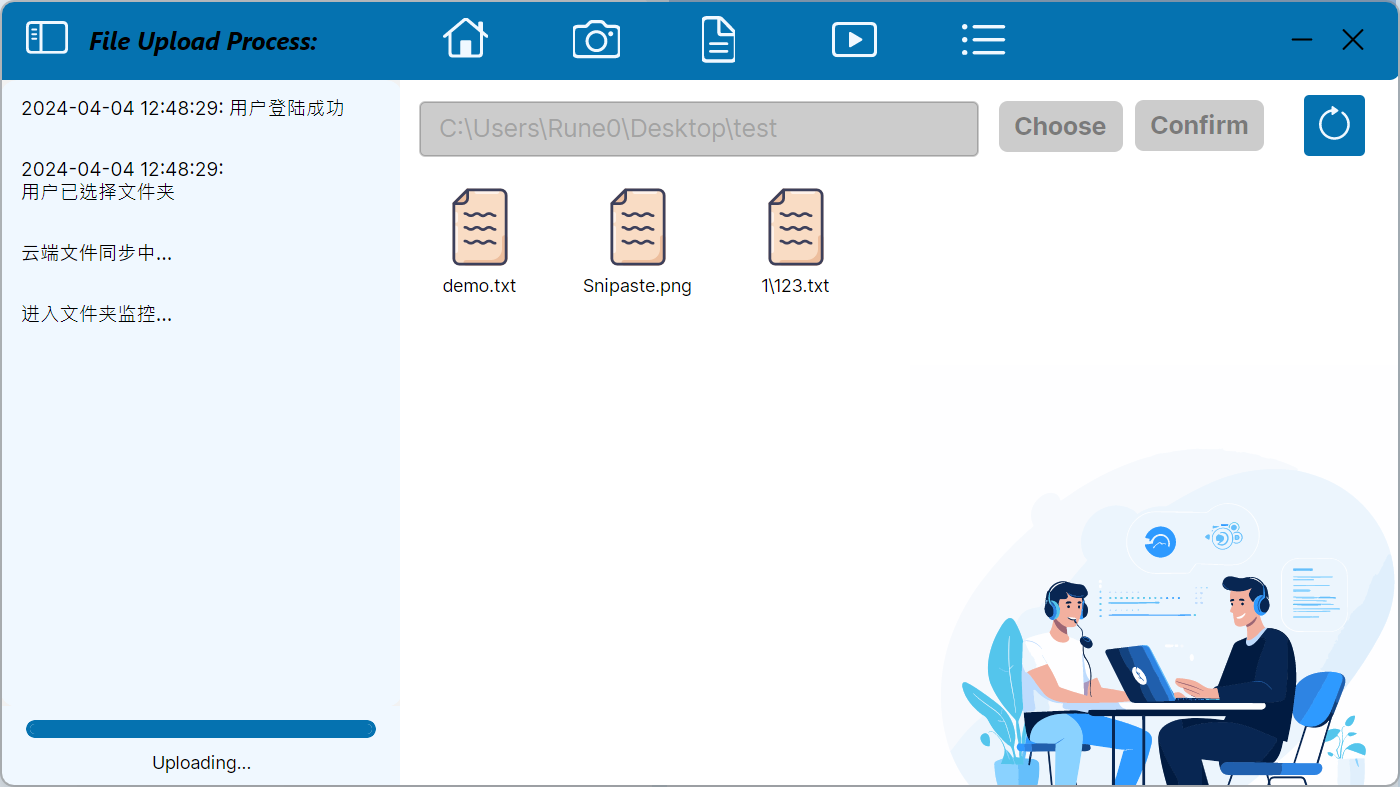 File Upload Process:
2024-04-04 12:48:29: 用户登陆成功
2024-04-04 12:48:29:
用户已选择文件夹
云端文件同步中...
进入文件夹监控...
Uploading...
C:\Users\Rune0\Desktop\test
Choose
Confirm
demo.txt
Snipaste.png
1\123.txt